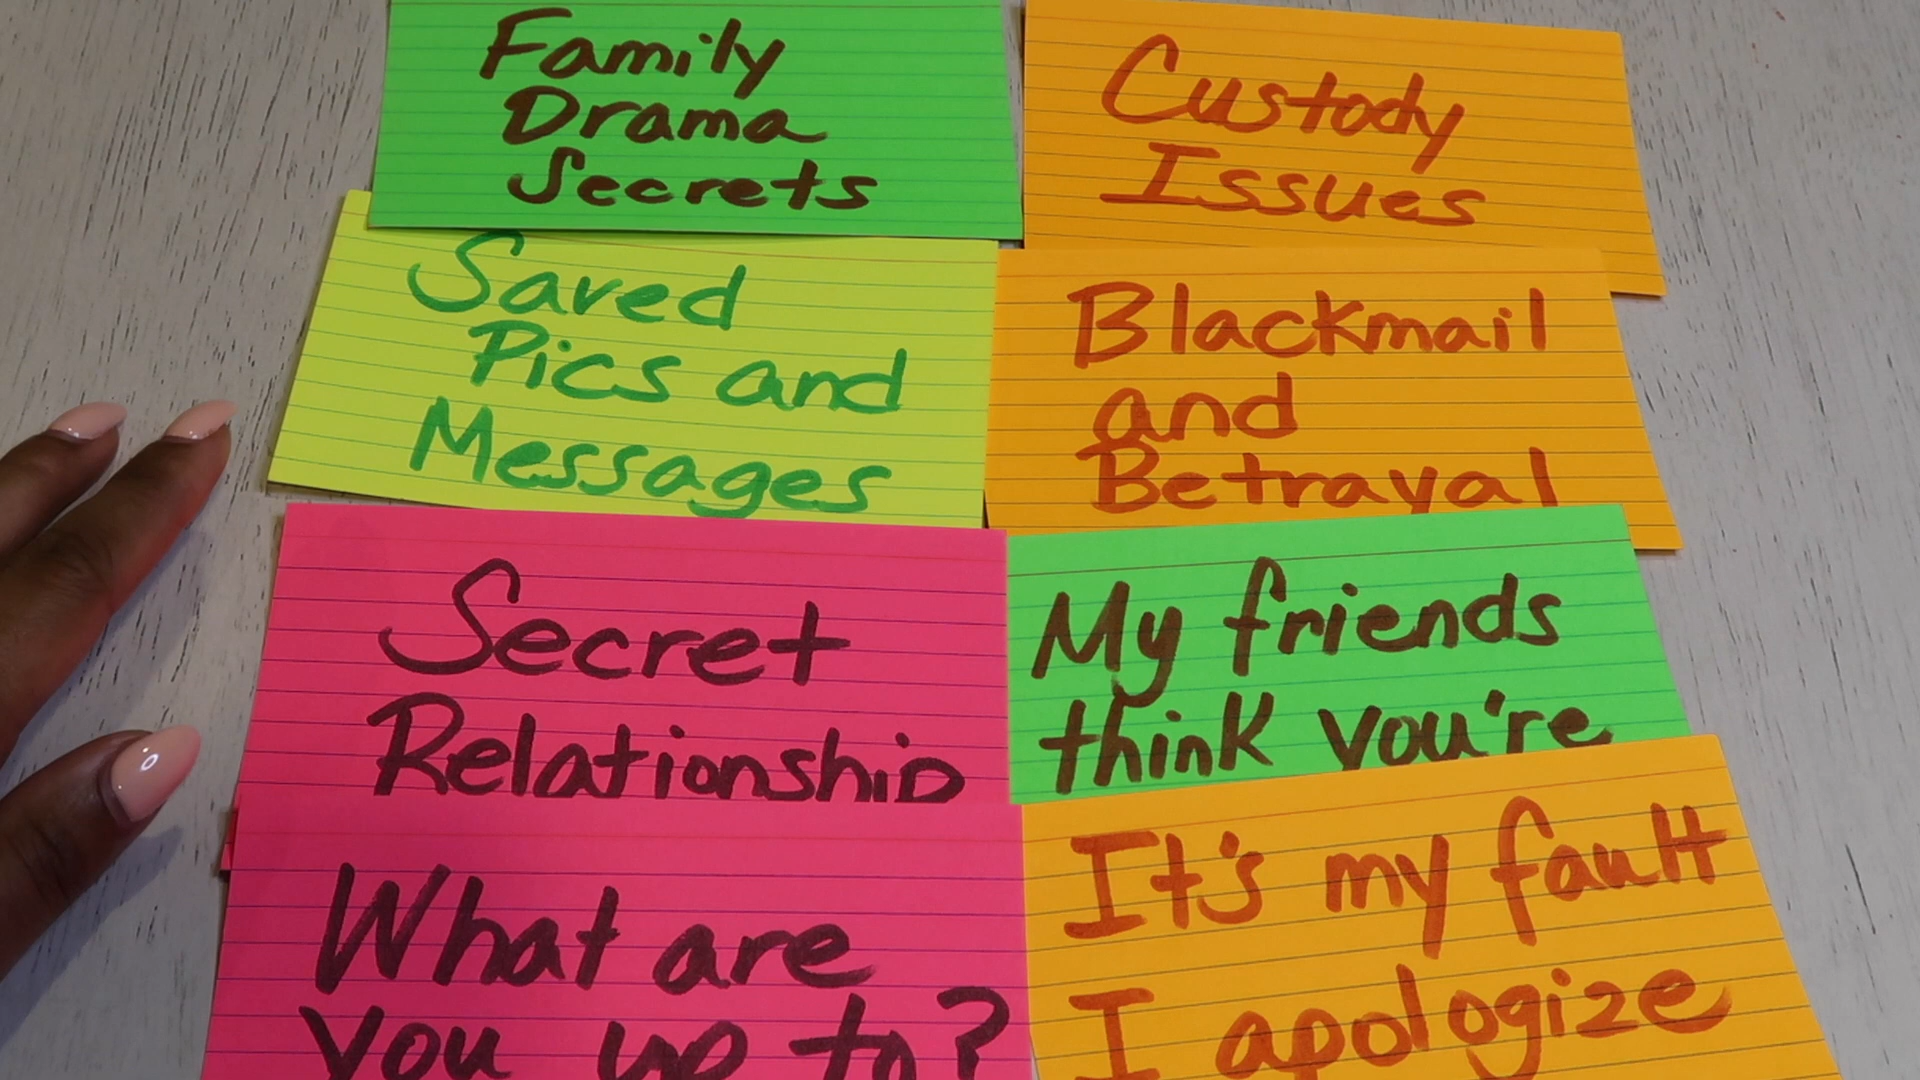 Family
Drama
Secrets
Custody
Issues
Saved
Pics and
Messages
Blackmail
and
Betrayal
Secret
Relationship
My friends
think you're
What are
you up to?
It's my fault
I apologize